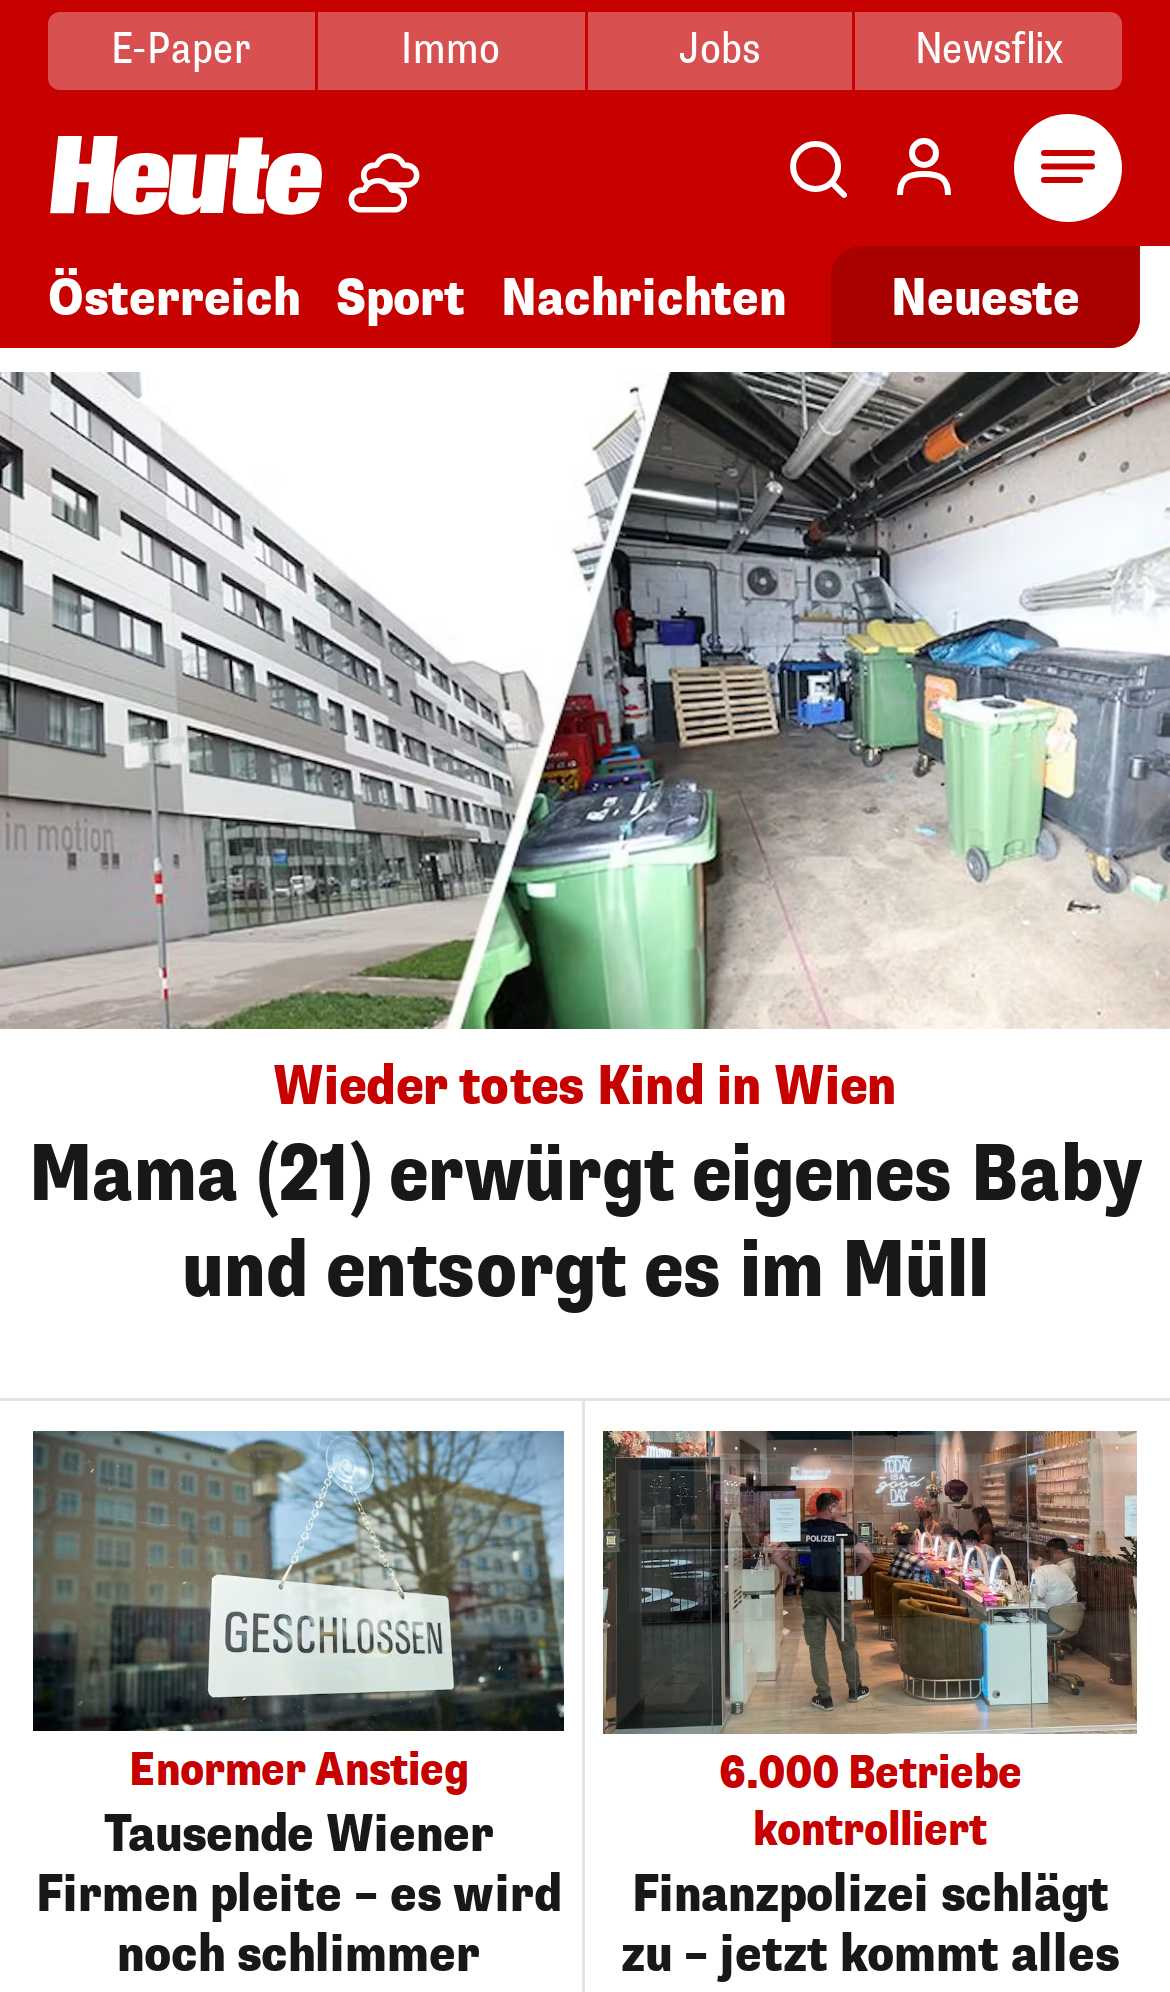 E-Paper
Immo
Jobs
Newsflix
Heute
Österreich
Sport
Nachrichten
Neueste
in motion
Wieder totes Kind in Wien
Mama (21) erwürgt eigenes Baby
und entsorgt es im Müll
GESCHLOSSEN
Enormer Anstieg
Tausende Wiener
Firmen pleite – es wird
noch schlimmer
TODAY
IS A
good
DAY
POLIZEI
6.000 Betriebe
kontrolliert
Finanzpolizei schlägt
zu – jetzt kommt alles